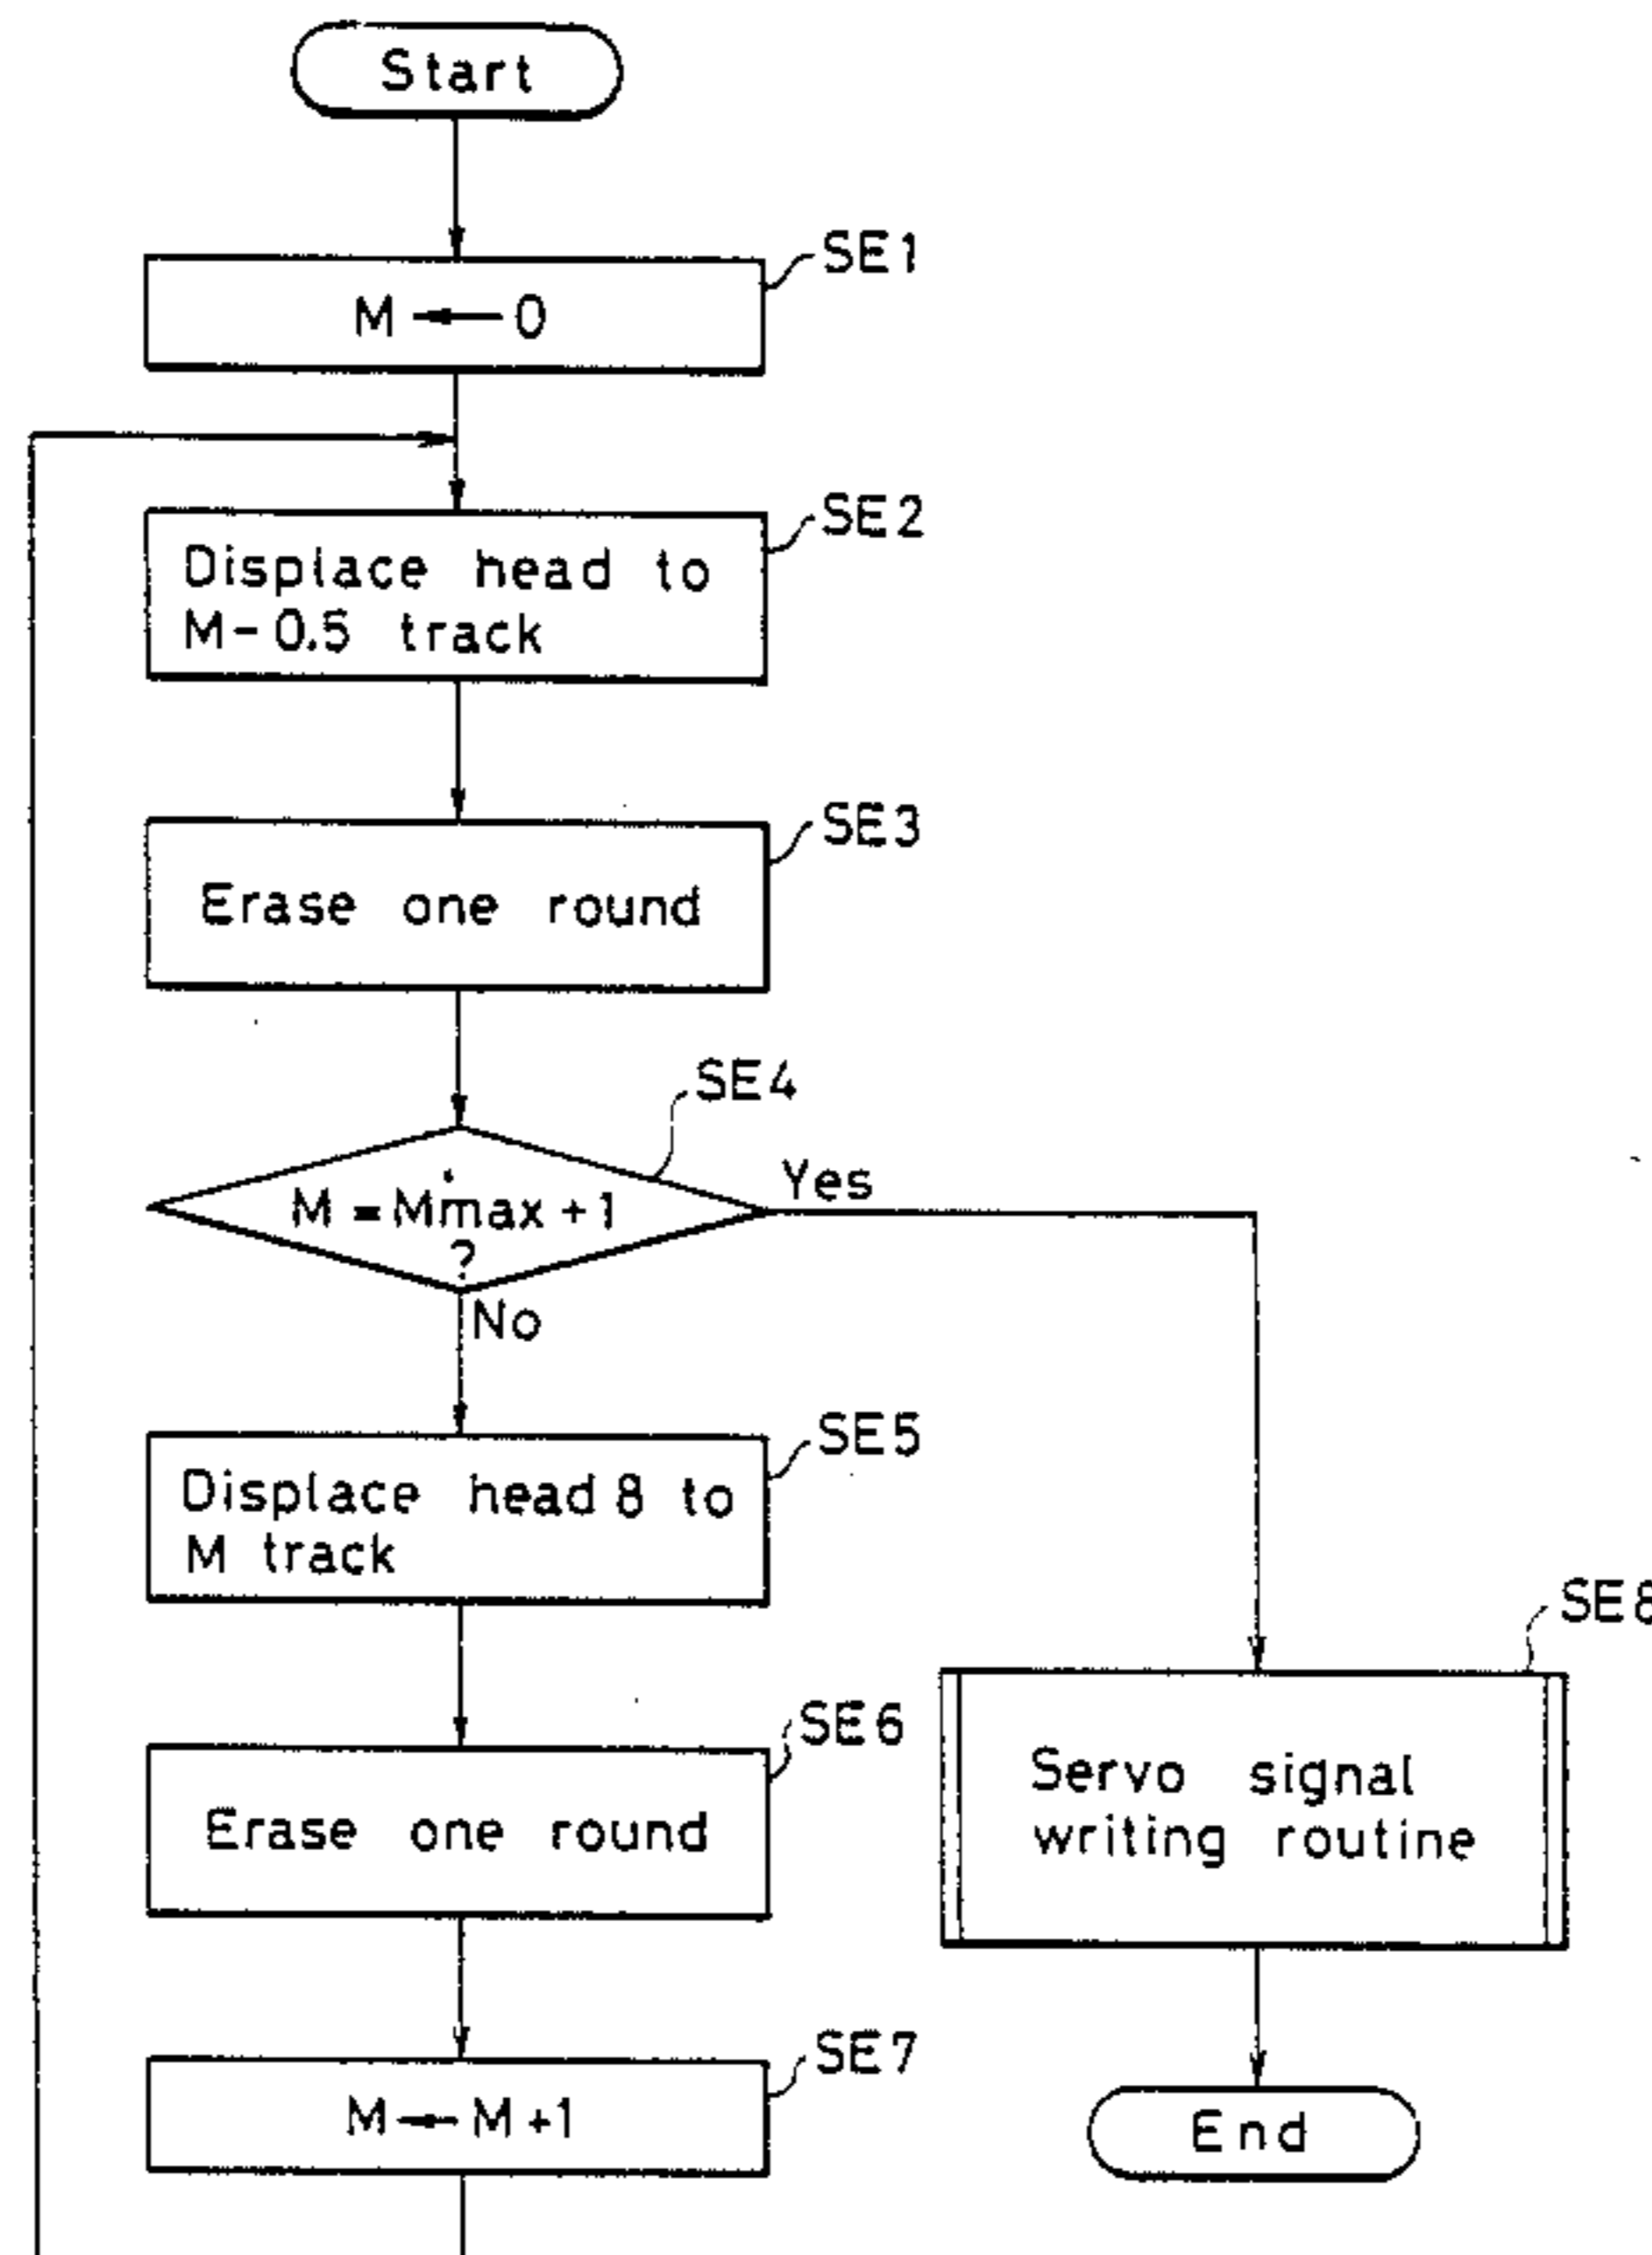 Start
SE1
M ← 0
SE2
Displace head to
M-0.5 track
SE3
Erase one round
SE4
M = Mmax + 1
?
Yes
No
SE5
Displace head 8 to
M track
SE6
Erase one round
SE7
M ← M + 1
SE8
Servo signal
writing routine
End